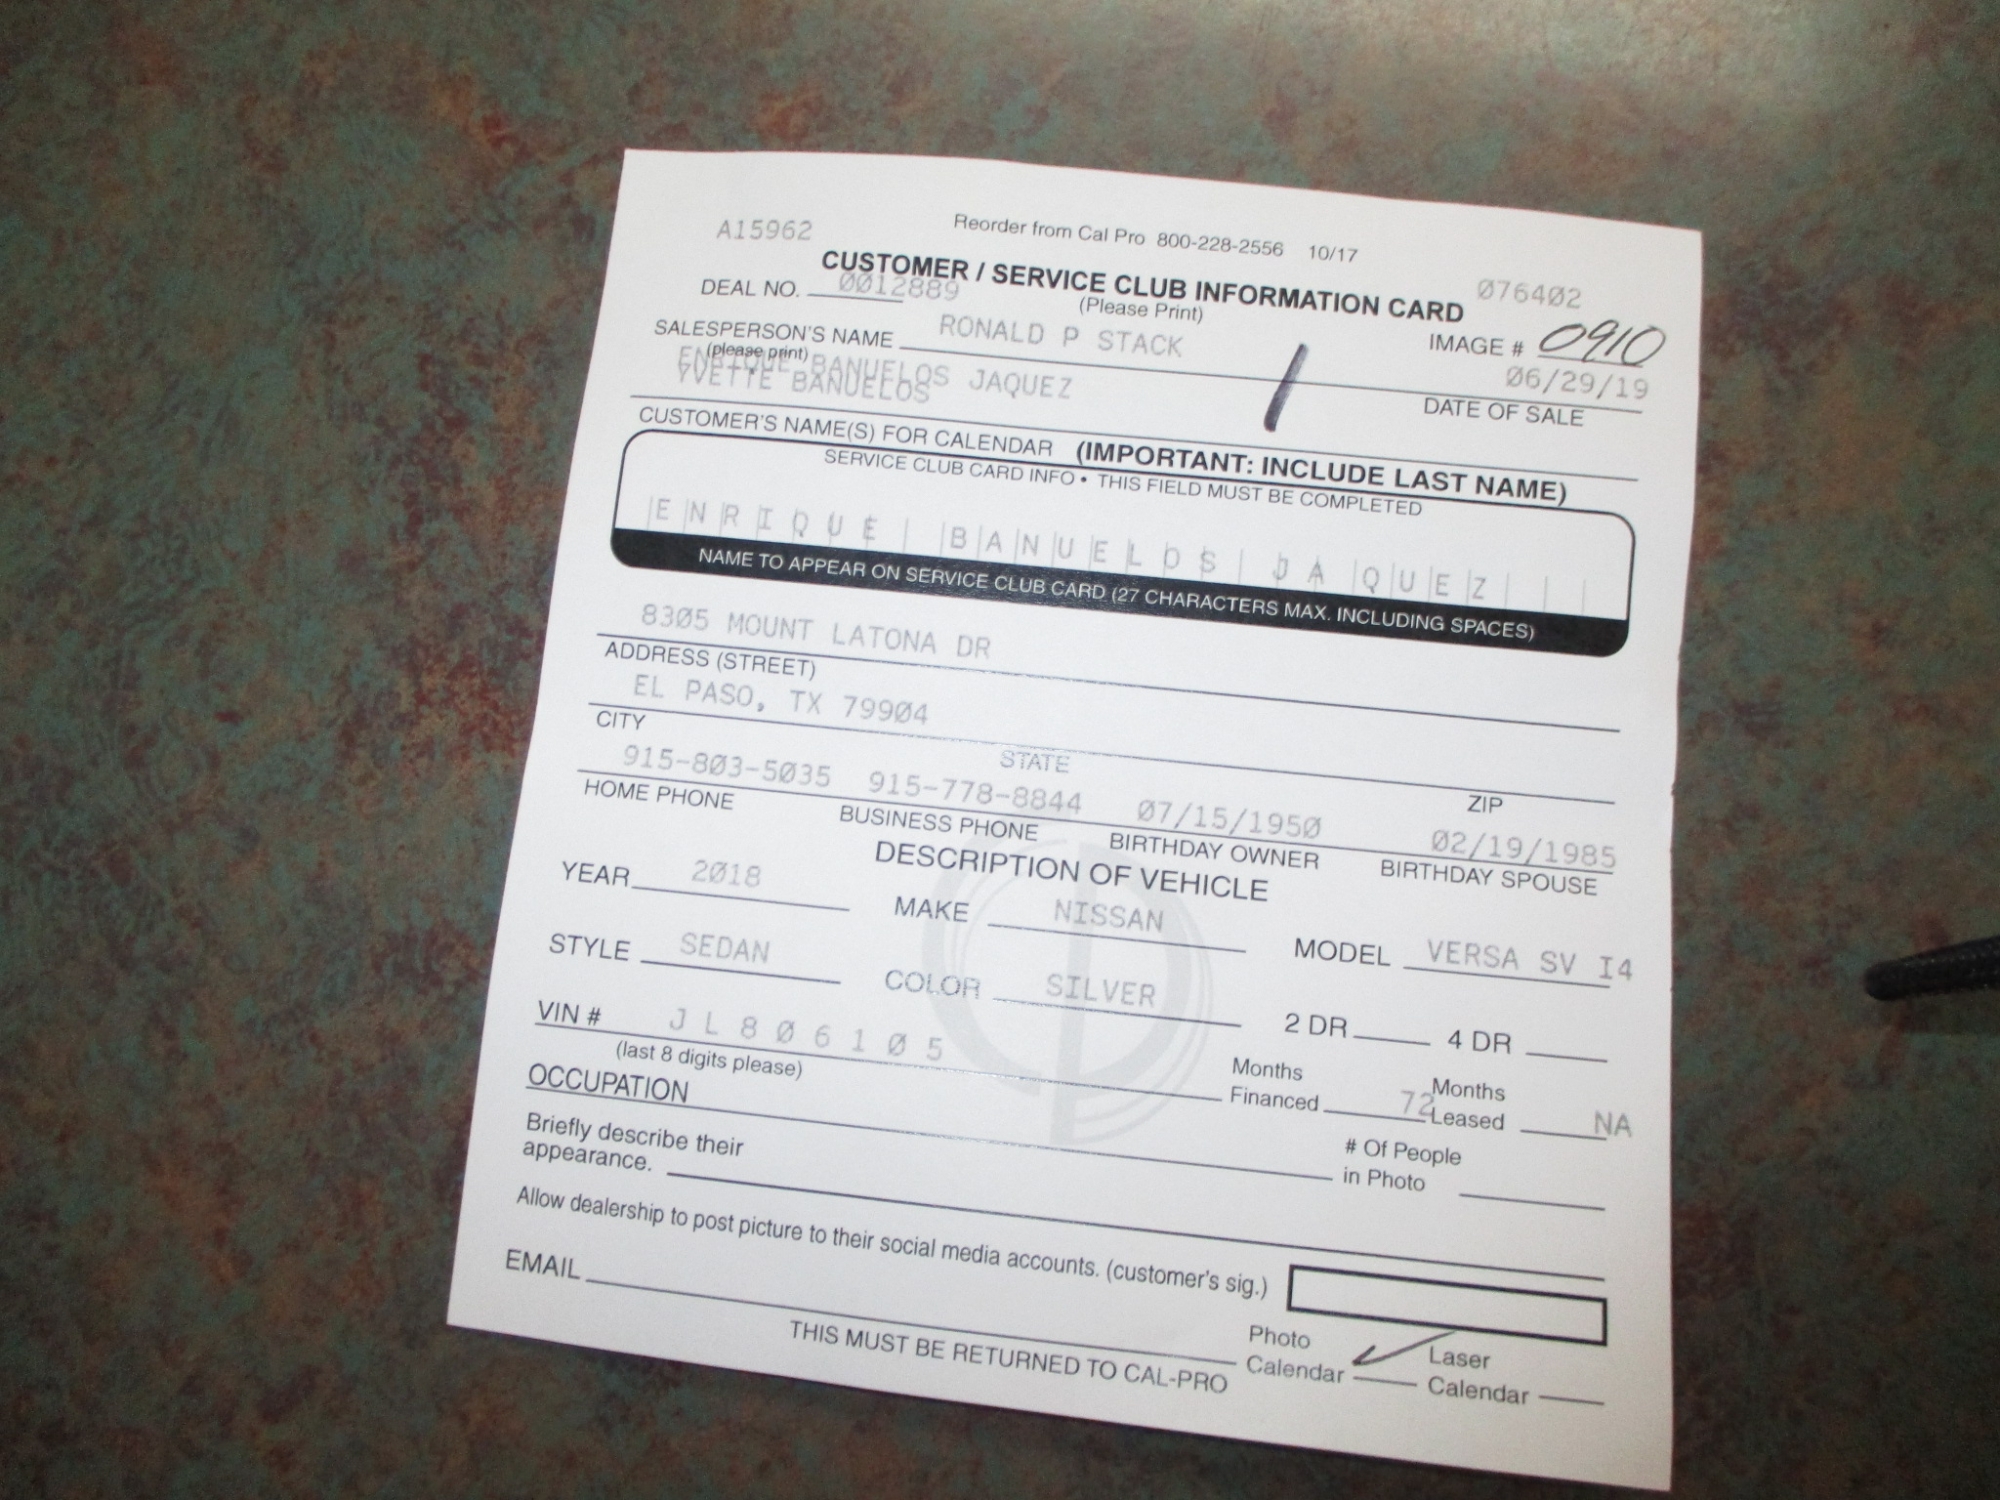 A15962 Reorder from Cal Pro 800-228-2556 10/17
CUSTOMER / SERVICE CLUB INFORMATION CARD 076402
DEAL NO. 0012889 (Please Print)
IMAGE # 0910
SALESPERSON'S NAME RONALD P STACK
(please print)
06/29/19
DATE OF SALE
ENRIQUE BANUELOS JAQUEZ
YVETTE BANUELOS
CUSTOMER'S NAME(S) FOR CALENDAR (IMPORTANT: INCLUDE LAST NAME)
SERVICE CLUB CARD INFO • THIS FIELD MUST BE COMPLETED
ENRIQUE BANUELOS JAQUEZ
NAME TO APPEAR ON SERVICE CLUB CARD (27 CHARACTERS MAX. INCLUDING SPACES)
8305 MOUNT LATONA DR
ADDRESS (STREET)
EL PASO, TX 79904
CITY STATE ZIP
915-803-5035 915-778-8844 07/15/1950 02/19/1985
HOME PHONE BUSINESS PHONE BIRTHDAY OWNER BIRTHDAY SPOUSE
DESCRIPTION OF VEHICLE
YEAR 2018 MAKE NISSAN MODEL VERSA SV I4
STYLE SEDAN COLOR SILVER 2 DR 4 DR
VIN # JL806105
(last 8 digits please)
Months Financed 72 Months Leased NA
OCCUPATION
# Of People in Photo
Briefly describe their
appearance.
Allow dealership to post picture to their social media accounts. (customer's sig.)
EMAIL
THIS MUST BE RETURNED TO CAL-PRO
Photo Calendar ✓ Laser Calendar